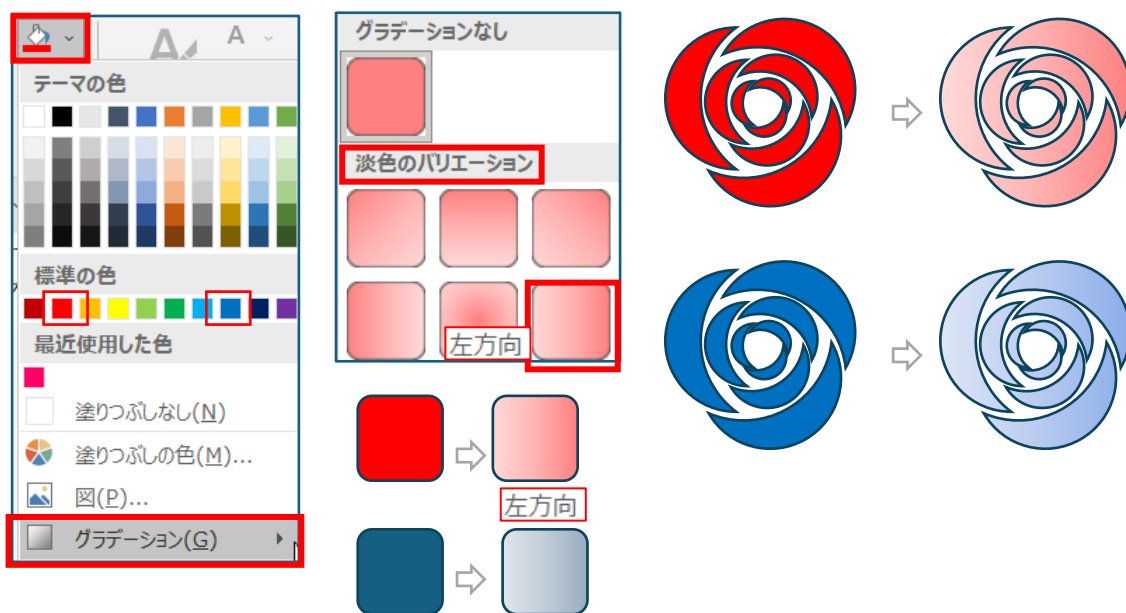 A
A
テーマの色
標準の色
最近使用した色
塗りつぶしなし(N)
塗りつぶしの色(M)...
図(P)...
グラデーション(G)
グラデーションなし
淡色のバリエーション
左方向
左方向